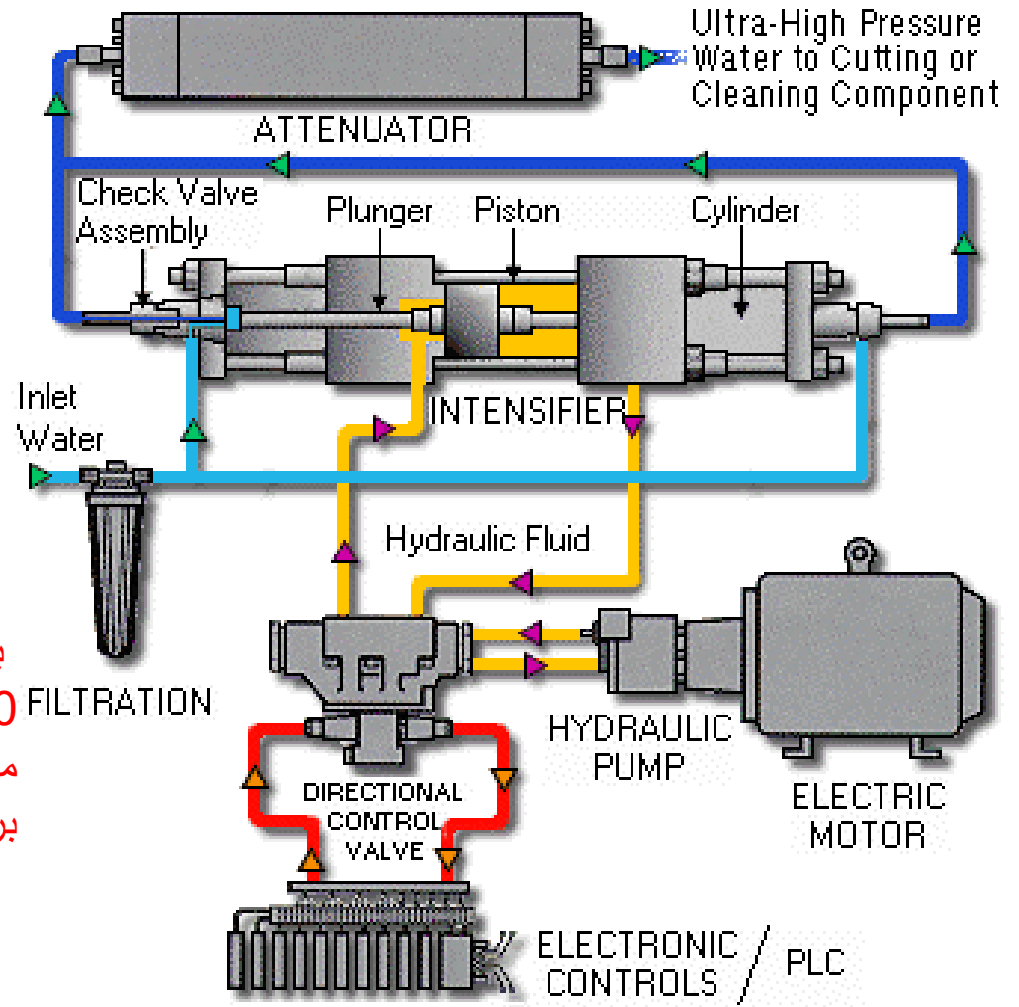 Ultra-High Pressure
Water to Cutting or
Cleaning Component
ATTENUATOR
Check Valve
Assembly
Plunger
Piston
Cylinder
Inlet
Water
INTENSIFIER
Hydraulic Fluid
FILTRATION
HYDRAULIC
PUMP
ELECTRIC
MOTOR
DIRECTIONAL
CONTROL
VALVE
ELECTRONIC
CONTROLS / PLC